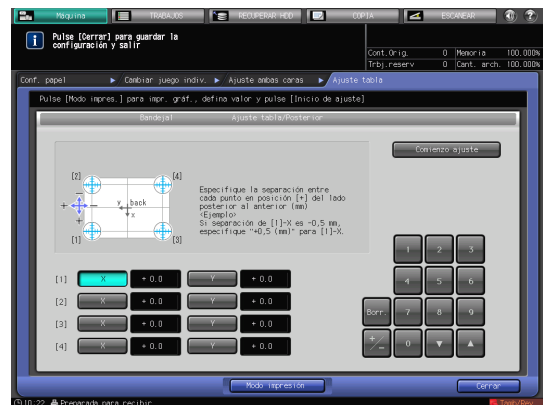 Máquina
TRABAJOS
RECUPERAR HDD
COPIA
ESCANEAR
Pulse [Cerrar] para guardar la
configuración y salir
Cont.Orig. 0 Memoria 100.000%
Trbj.reserv 0 Cant. arch. 100.000%
Conf. papel Cambiar juego indiv. Ajuste ambas caras Ajuste tabla
Pulse [Modo impres.] para impr. gráf., defina valor y pulse [Inicio de ajuste]
Bandeja1 Ajuste tabla/Posterior
Comienzo ajuste
[2] [4]
y back
x
[1] [3]
Especifique la separación entre
cada punto en posición [+] del lado
posterior al anterior (mm)
<Ejemplo>
Si separación de [1]-X es -0,5 mm,
especifique "+0,5 (mm)" para [1]-X.
1 2 3
4 5 6
Borr. 7 8 9
+/- 0 ▼ ▲
[1] X + 0.0 Y + 0.0
[2] X + 0.0 Y + 0.0
[3] X + 0.0 Y + 0.0
[4] X + 0.0 Y + 0.0
Modo impresión
Cerrar
10:22 Preparada para recibir